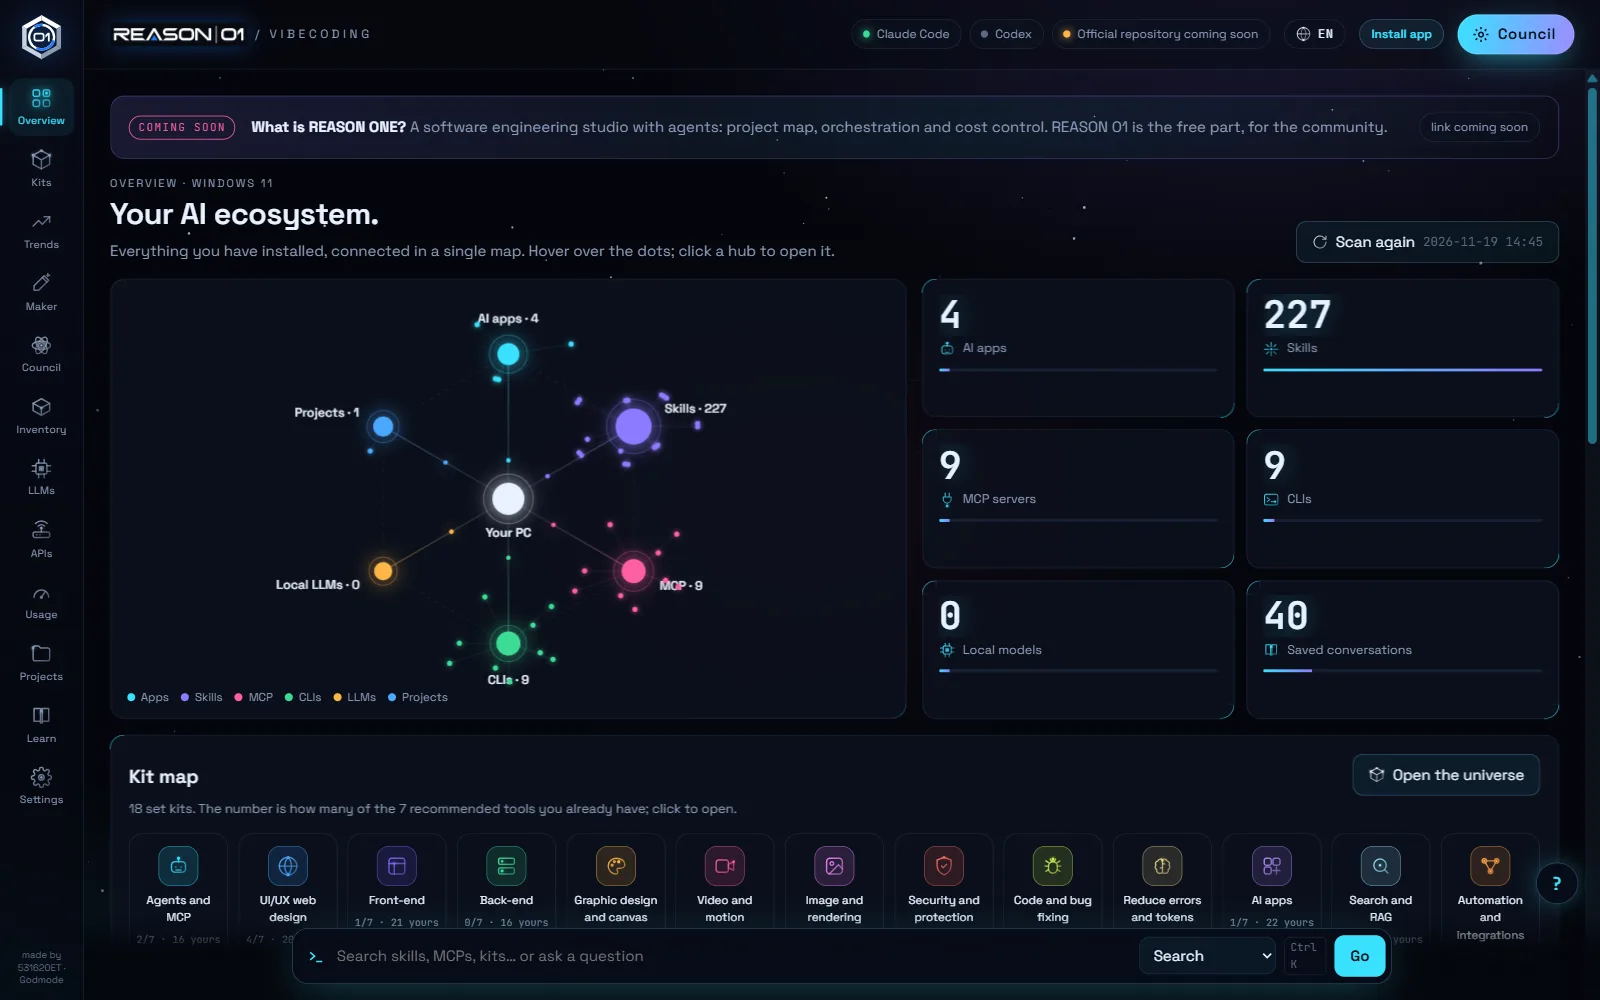 REASON|01 / VIBECODING
Claude Code
Codex
Official repository coming soon
EN
Install app
Council
01
Overview
Kits
Trends
Maker
Council
Inventory
LLMs
APIs
Usage
Projects
Learn
Settings
made by
531620ET ·
Godmode
COMING SOON
What is REASON ONE? A software engineering studio with agents: project map, orchestration and cost control. REASON 01 is the free part, for the community.
link coming soon
OVERVIEW · WINDOWS 11
Your AI ecosystem.
Everything you have installed, connected in a single map. Hover over the dots; click a hub to open it.
Scan again 2026-11-19 14:45
AI apps · 4
Projects · 1
Skills · 227
Your PC
Local LLMs · 0
MCP · 9
CLIs · 9
Apps Skills MCP CLIs LLMs Projects
4
AI apps
227
Skills
9
MCP servers
9
CLIs
0
Local models
40
Saved conversations
Kit map
18 set kits. The number is how many of the 7 recommended tools you already have; click to open.
Open the universe
Agents and
MCP
2/7 · 16 yours
UI/UX web
design
4/7 · 20
Front-end
1/7 · 21 yours
Back-end
0/7 · 16 yours
Graphic design
and canvas
Video and
motion
Image and
rendering
Security and
protection
Code and bug
fixing
Reduce errors
and tokens
AI apps
1/7 · 22 yours
Search and
RAG
yours
Automation
and
Integrations
?
>_ Search skills, MCPs, kits... or ask a question
Search
Ctrl
K
Go